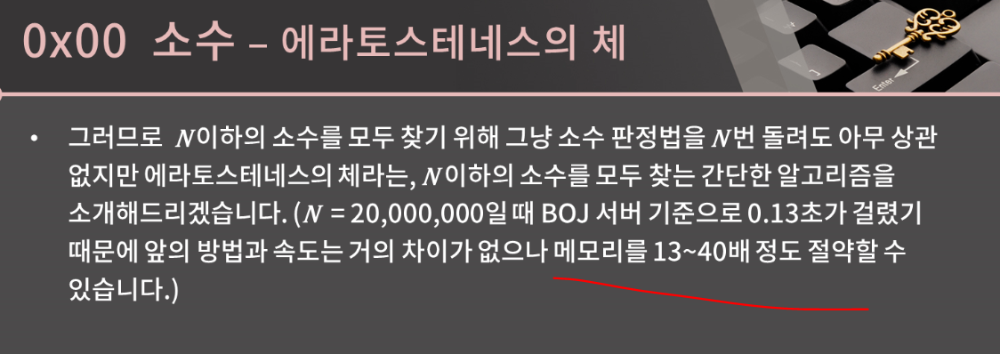 0x00 소수 – 에라토스테네스의 체
Enter
• 그러므로 N이하의 소수를 모두 찾기 위해 그냥 소수 판정법을 N번 돌려도 아무 상관
없지만 에라토스테네스의 체라는, N이하의 소수를 모두 찾는 간단한 알고리즘을
소개해드리겠습니다. (N = 20,000,000일 때 BOJ 서버 기준으로 0.13초가 걸렸기
때문에 앞의 방법과 속도는 거의 차이가 없으나 메모리를 13~40배 정도 절약할 수
있습니다.)